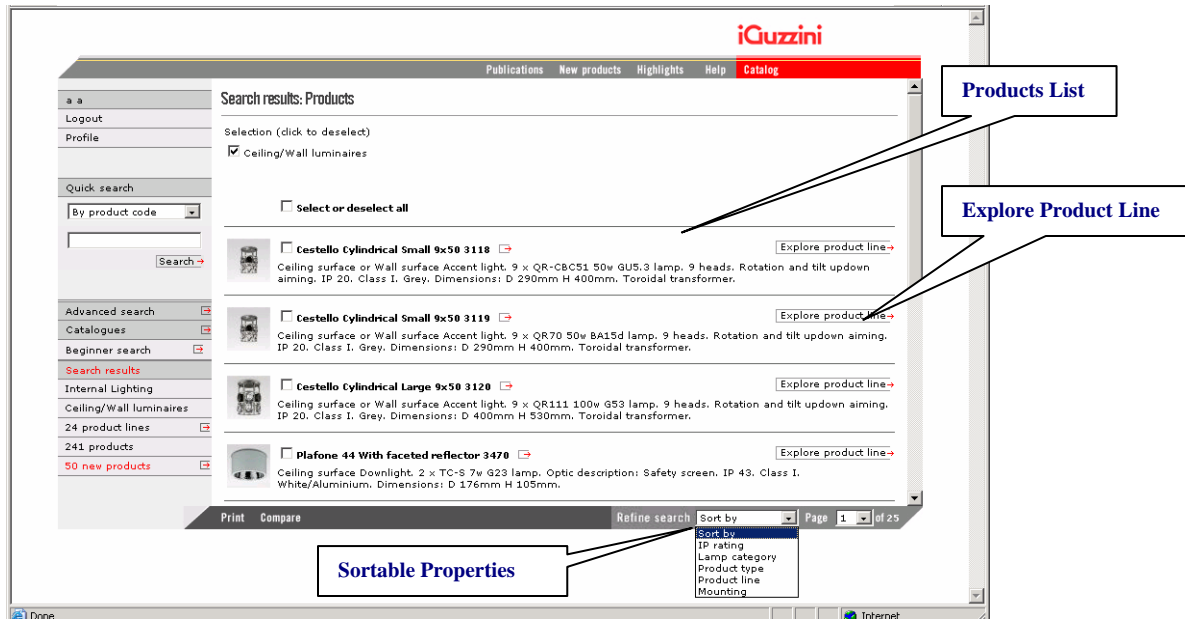 iGuzzini
Publications New products Highlights Help Catalog
a a
Logout
Profile
Quick search
By product code
Search
Advanced search
Catalogues
Beginner search
Search results
Internal Lighting
Ceiling/Wall luminaires
24 product lines
241 products
50 new products
Search results: Products
Selection (click to deselect)
Ceiling/Wall luminaires
Select or deselect all
Cestello Cylindrical Small 9x50 3118
Explore product line
Ceiling surface or Wall surface Accent light. 9 x QR-CBC51 50w GU5.3 lamp. 9 heads. Rotation and tilt updown
aiming. IP 20. Class I. Grey. Dimensions: D 290mm H 400mm. Toroidal transformer.
Cestello Cylindrical Small 9x50 3119
Explore product line
Ceiling surface or Wall surface Accent light. 9 x QR70 50w BA15d lamp. 9 heads. Rotation and tilt updown aiming.
IP 20. Class I. Grey. Dimensions: D 290mm H 400mm. Toroidal transformer.
Cestello Cylindrical Large 9x50 3120
Explore product line
Ceiling surface or Wall surface Accent light. 9 x QR111 100w G53 lamp. 9 heads. Rotation and tilt updown aiming.
IP 20. Class I. Grey. Dimensions: D 400mm H 530mm. Toroidal transformer.
Plafone 44 With faceted reflector 3470
Explore product line
Ceiling surface Downlight. 2 x TC-S 7w G23 lamp. Optic description: Safety screen. IP 43. Class I.
White/Aluminium. Dimensions: D 176mm H 105mm.
Print Compare
Refine search Sort by Page 1 of 25
Sort by
IP rating
Lamp category
Product type
Product line
Mounting
Products List
Explore Product Line
Sortable Properties
Done
Internet